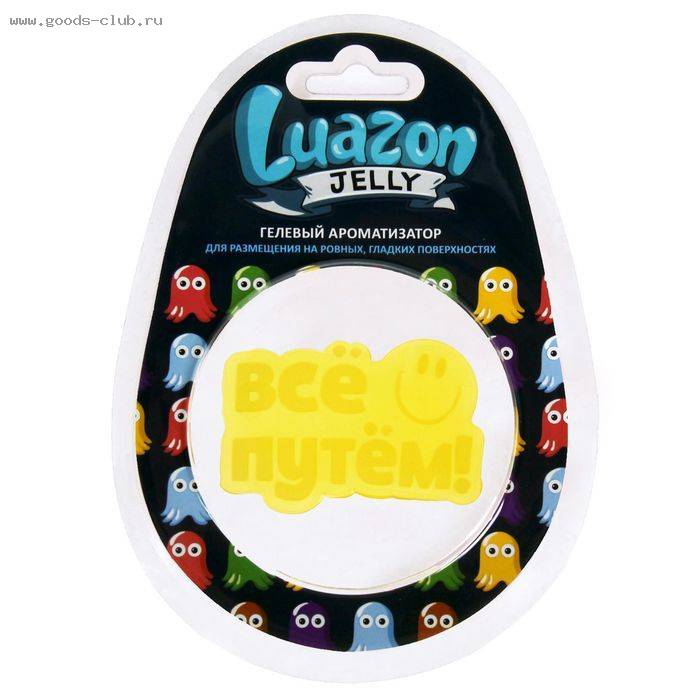 www.goods-club.ru
Luazon
JELLY
ГЕЛЕВЫЙ АРОМАТИЗАТОР
ДЛЯ РАЗМЕЩЕНИЯ НА РОВНЫХ, ГЛАДКИХ ПОВЕРХНОСТЯХ
всё
путём!